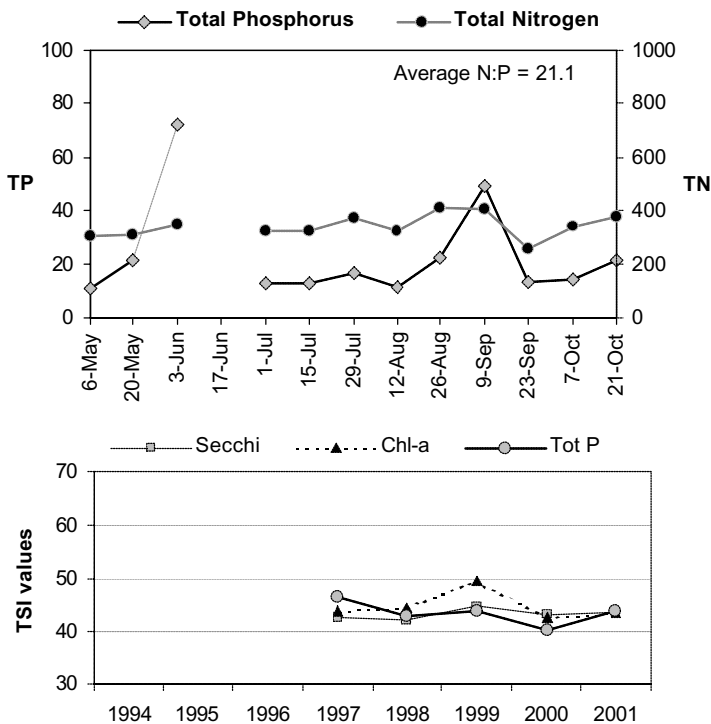 Total Phosphorus Total Nitrogen
Average N:P = 21.1
100 1000
80 800
60 600
TP TN
40 400
20 200
0 0
6-May 20-May 3-Jun 17-Jun 1-Jul 15-Jul 29-Jul 12-Aug 26-Aug 9-Sep 23-Sep 7-Oct 21-Oct
Secchi Chl-a Tot P
70
60
TSI values
50
40
30
1994 1995 1996 1997 1998 1999 2000 2001